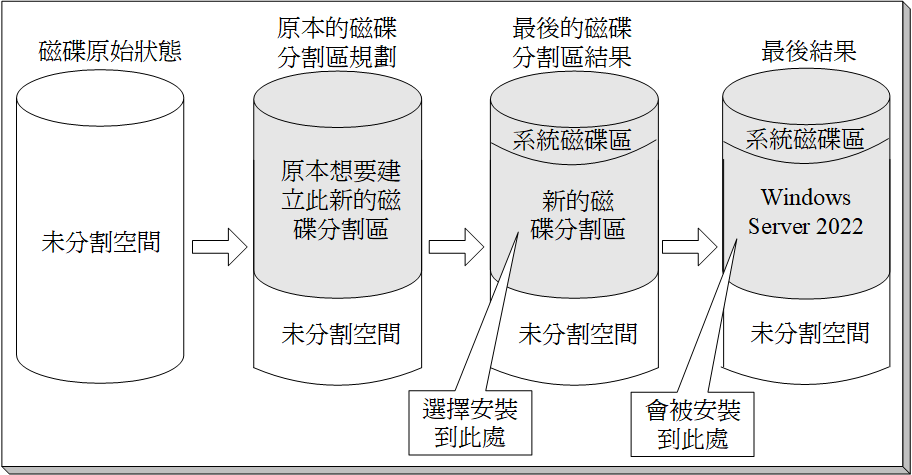 磁碟原始狀態
未分割空間
原本的磁碟
分割區規劃
原本想要建
立此新的磁
碟分割區
未分割空間
最後的磁碟
分割區結果
系統磁碟區
新的磁
碟分割區
未分割空間
選擇安裝
到此處
最後結果
系統磁碟區
Windows
Server 2022
未分割空間
會被安裝
到此處